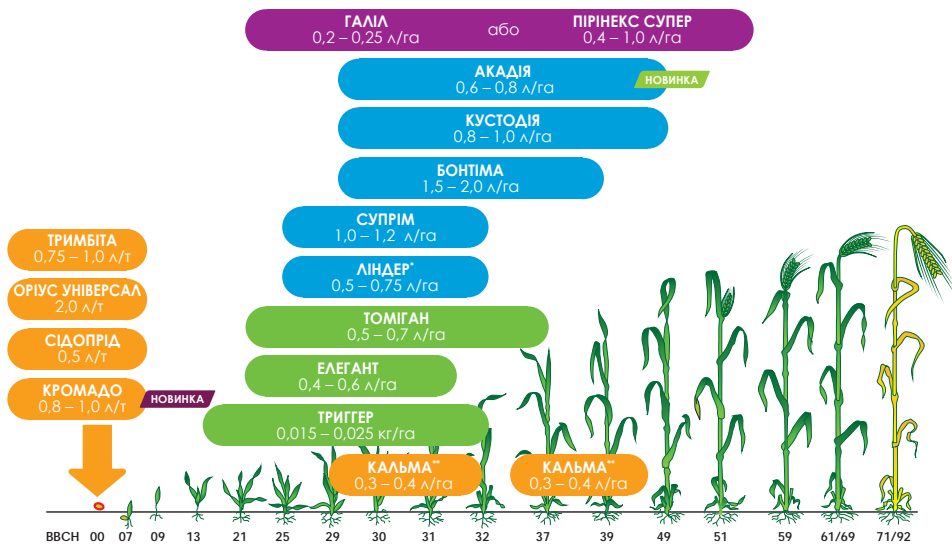 ГАЛІЛ
0,2 – 0,25 л/га
або
ПІРІНЕКС СУПЕР
0,4 – 1,0 л/га
АКАДІЯ
0,6 – 0,8 л/га
НОВИНКА
КУСТОДІЯ
0,8 – 1,0 л/га
БОНТІМА
1,5 – 2,0 л/га
СУПРІМ
1,0 – 1,2 л/га
ЛІНДЕР*
0,5 – 0,75 л/га
ТРИМБІТА
0,75 – 1,0 л/т
ОРІУС УНІВЕРСАЛ
2,0 л/т
СІДОПРІД
0,5 л/т
КРОМАДО
0,8 – 1,0 л/т
НОВИНКА
ТОМІГАН
0,5 – 0,7 л/га
ЕЛЕГАНТ
0,4 – 0,6 л/га
ТРИГГЕР
0,015 – 0,025 кг/га
КАЛЬМА**
0,3 – 0,4 л/га
КАЛЬМА**
0,3 – 0,4 л/га
ВВСН 00 07 09 13 21 25 29 30 31 32 37 39 49 51 59 61/69 71/92